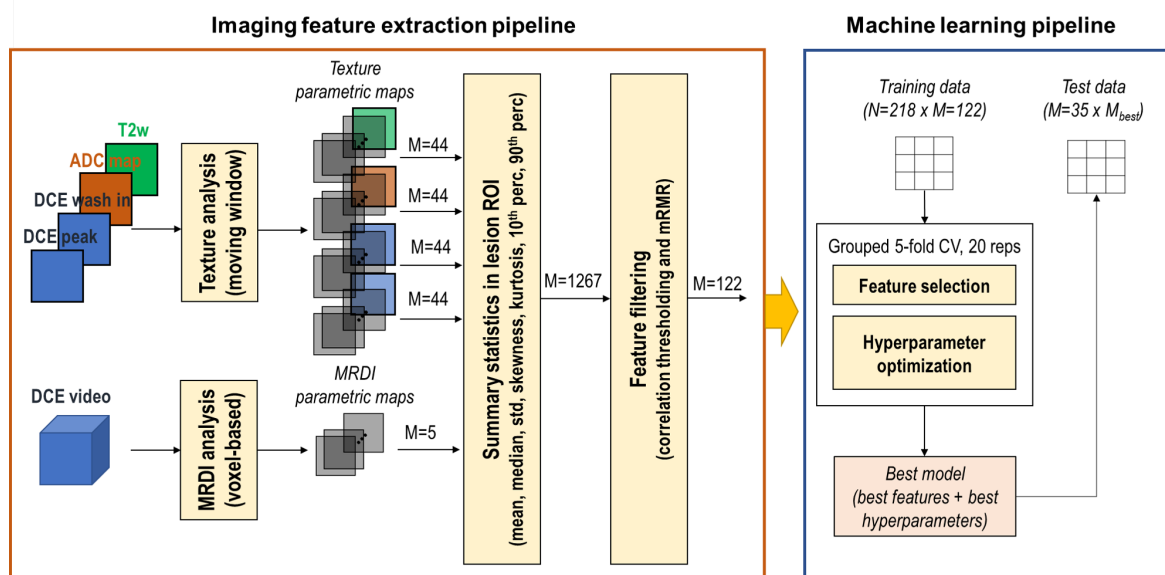 Imaging feature extraction pipeline
Machine learning pipeline
Texture
parametric maps
T2w
ADC map
DCE wash in
DCE peak
Texture analysis
(moving window)
M=44
M=44
M=44
M=44
DCE video
MRDI analysis
(voxel-based)
MRDI
parametric maps
M=5
Summary statistics in lesion ROI
(mean, median, std, skewness, kurtosis, 10th perc, 90th perc)
M=1267
Feature filtering
(correlation thresholding and mRMR)
M=122
Training data
(N=218 x M=122)
Test data
(M=35 x Mbest)
Grouped 5-fold CV, 20 reps
Feature selection
Hyperparameter
optimization
Best model
(best features + best
hyperparameters)